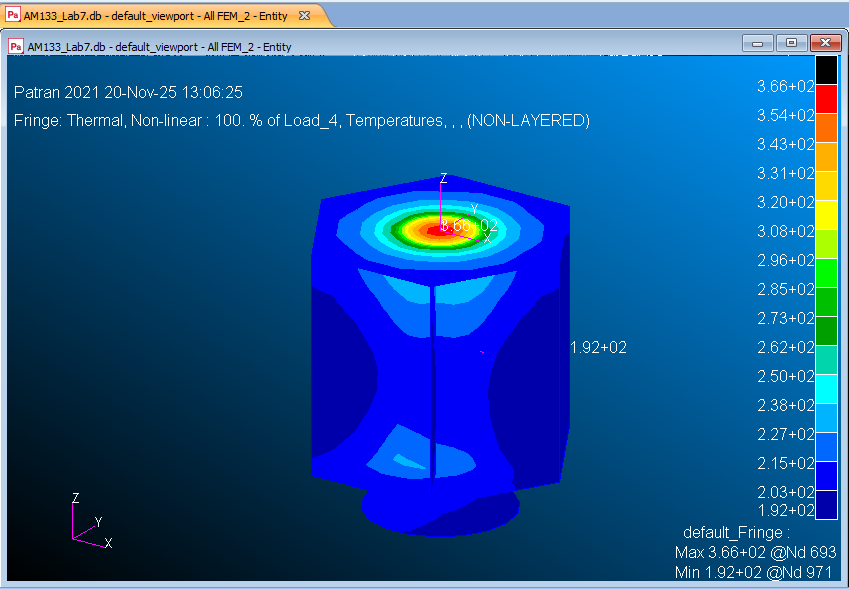 Pa AM133_Lab7.db - default_viewport - All FEM_2 - Entity
Pa AM133_Lab7.db - default_viewport - All FEM_2 - Entity
Patran 2021 20-Nov-25 13:06:25
Fringe: Thermal, Non-linear : 100. % of Load_4, Temperatures, , , (NON-LAYERED)
3.66+02
3.54+02
3.43+02
3.31+02
3.20+02
3.08+02
2.96+02
2.85+02
2.73+02
2.62+02
2.50+02
2.38+02
2.27+02
2.15+02
2.03+02
1.92+02
Z
Y
3.66+02
X
1.92+02
Z
Y
X
default_Fringe :
Max 3.66+02 @Nd 693
Min 1.92+02 @Nd 971